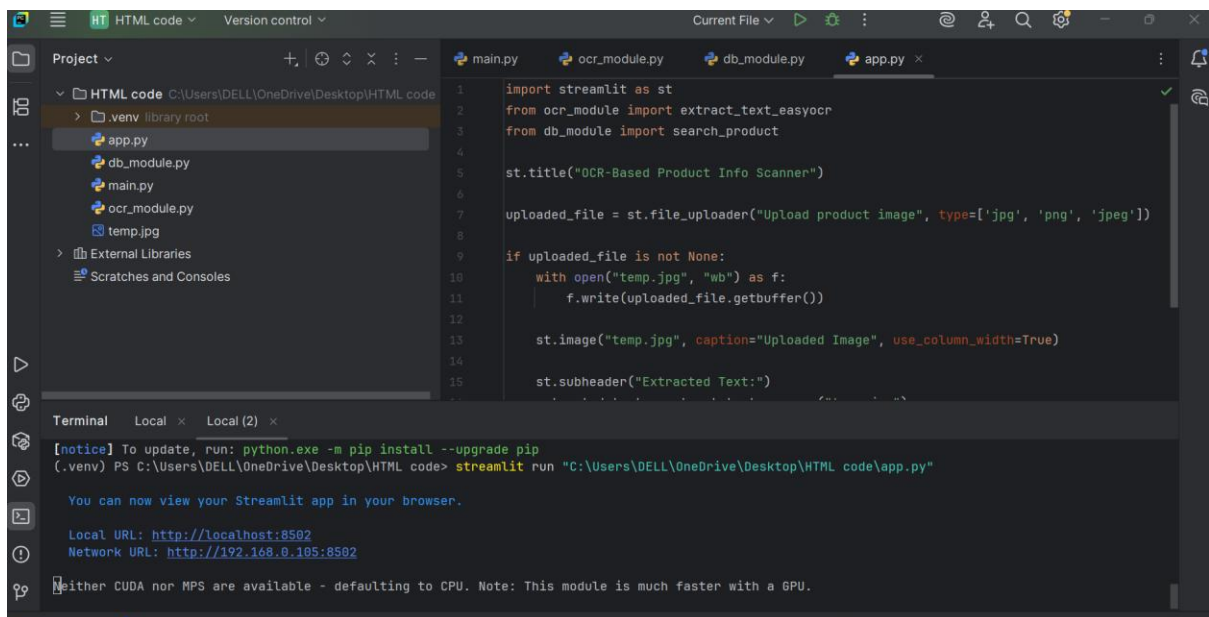 HT HTML code Version control Current File
Project
main.py ocr_module.py db_module.py app.py
HTML code C:\Users\DELL\OneDrive\Desktop\HTML code
.venv library root
app.py
db_module.py
main.py
ocr_module.py
temp.jpg
External Libraries
Scratches and Consoles
1 import streamlit as st
2 from ocr_module import extract_text_easyocr
3 from db_module import search_product
4
5 st.title("OCR-Based Product Info Scanner")
6
7 uploaded_file = st.file_uploader("Upload product image", type=['jpg', 'png', 'jpeg'])
8
9 if uploaded_file is not None:
10 with open("temp.jpg", "wb") as f:
11 f.write(uploaded_file.getbuffer())
12
13 st.image("temp.jpg", caption="Uploaded Image", use_column_width=True)
14
15 st.subheader("Extracted Text:")
Terminal Local Local (2)
[notice] To update, run: python.exe -m pip install --upgrade pip
(.venv) PS C:\Users\DELL\OneDrive\Desktop\HTML code> streamlit run "C:\Users\DELL\OneDrive\Desktop\HTML code\app.py"
You can now view your Streamlit app in your browser.
Local URL: http://localhost:8502
Network URL: http://192.168.0.105:8502
Neither CUDA nor MPS are available - defaulting to CPU. Note: This module is much faster with a GPU.